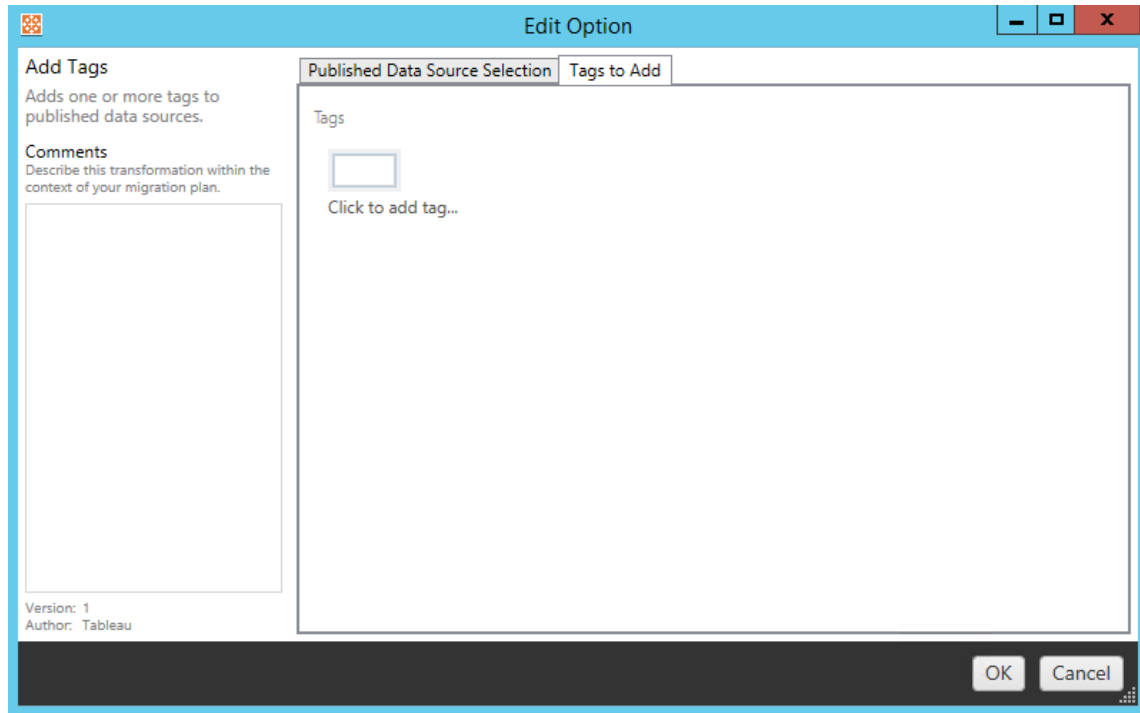 Edit Option
Add Tags
Adds one or more tags to
published data sources.
Comments
Describe this transformation within the
context of your migration plan.
Version: 1
Author: Tableau
Published Data Source Selection
Tags to Add
Tags
Click to add tag...
OK
Cancel